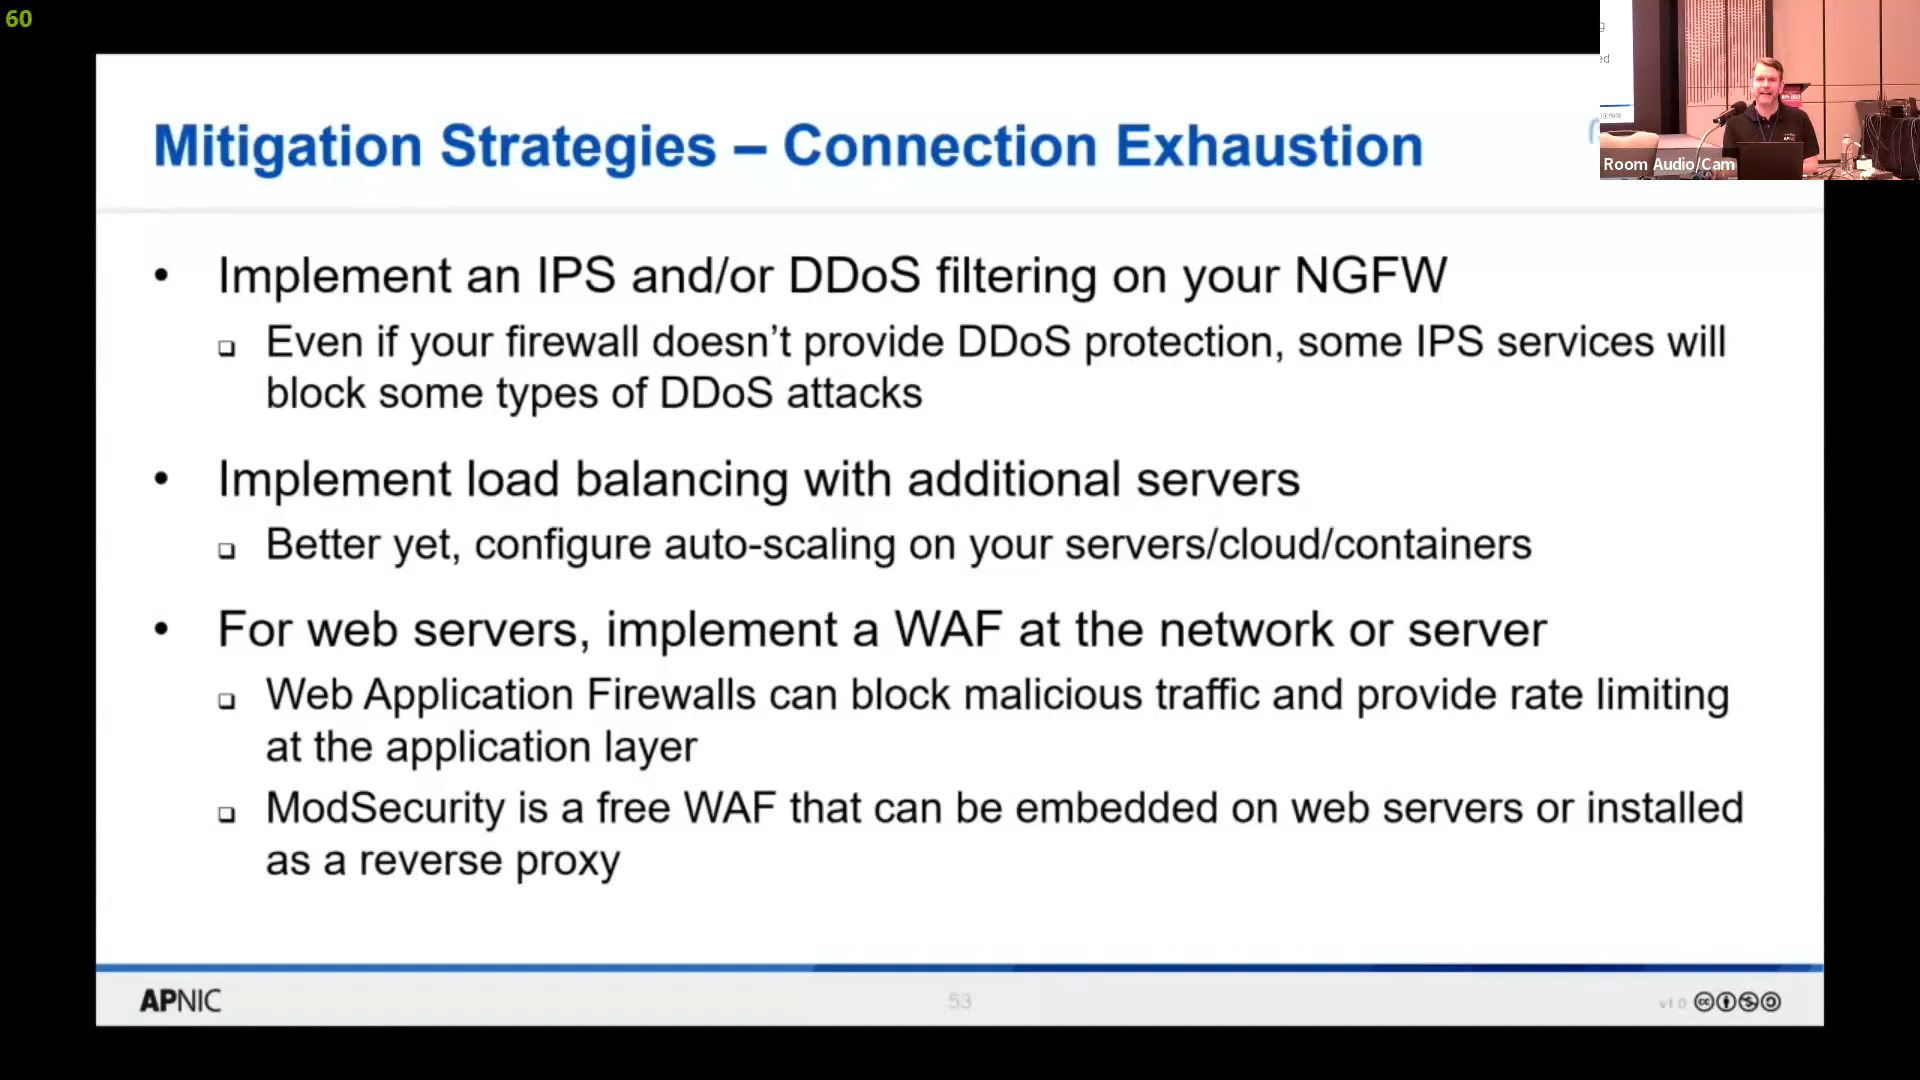 60
Mitigation Strategies – Connection Exhaustion
Room Audio/Cam
• Implement an IPS and/or DDoS filtering on your NGFW
❑ Even if your firewall doesn’t provide DDoS protection, some IPS services will
block some types of DDoS attacks
• Implement load balancing with additional servers
❑ Better yet, configure auto-scaling on your servers/cloud/containers
• For web servers, implement a WAF at the network or server
❑ Web Application Firewalls can block malicious traffic and provide rate limiting
at the application layer
❑ ModSecurity is a free WAF that can be embedded on web servers or installed
as a reverse proxy
APNIC
53
v1.0